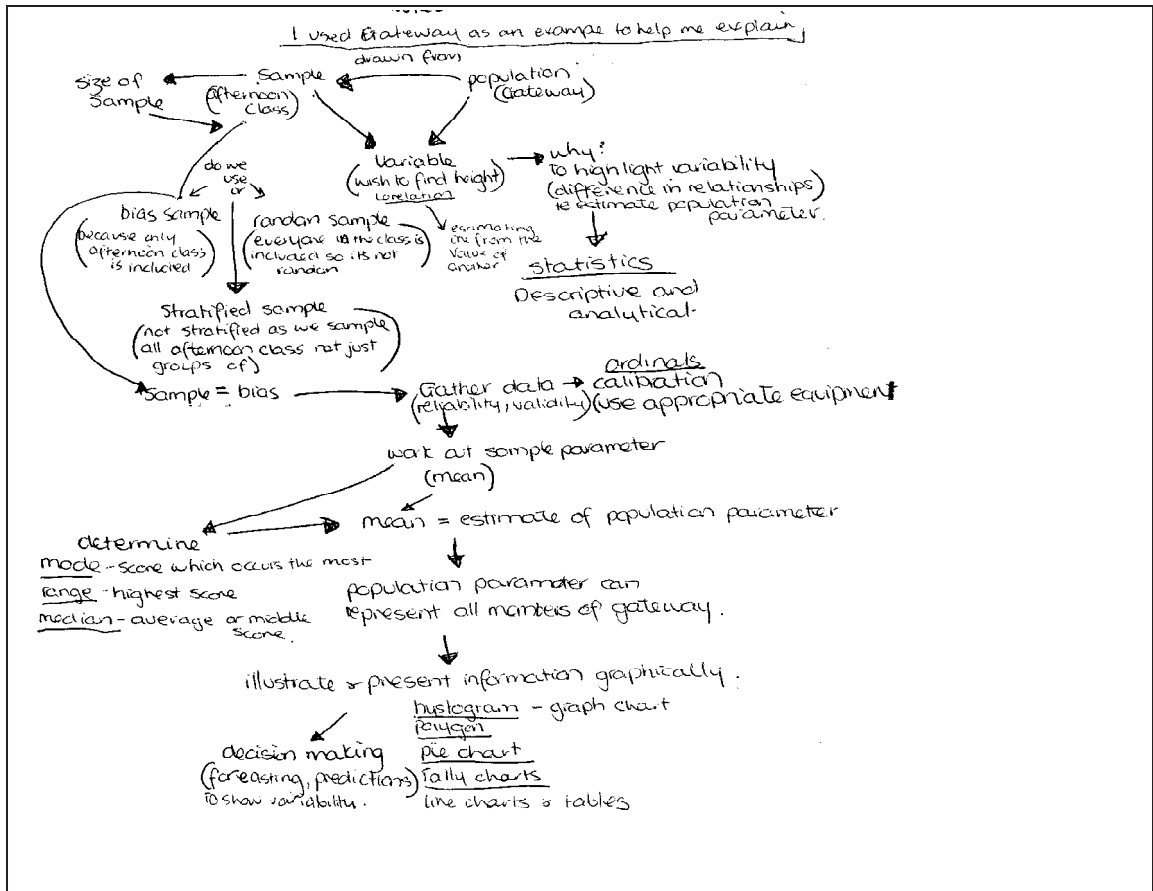 I used Gateway as an exampe to help me explain
drawn from
size of
sample
sample
(afternoon
class)
population
(Gateway)
do we
use
or
variable
(wish to find height)
corelation
why?
to highlight variability
(difference in relationships)
to estimate population
parameter.
bias sample
(because only
afternoon class
is included)
randan sample
(everyone in the class is
included so its not
random
estimating
one from the
value of
another
statistics
Descriptive and
analytical.
Stratified sample
(not stratified as we sample
all afternoon class not just
groups of)
Sample = bias
Gather data
(reliability, validity)
ordinals
calibration
(use appropriate equipment
work out sample parameter
(mean)
mean = estimate of population parameter
determine
mode - score which occurs the most
range - highest score
median - average or middle
score.
population parameter can
represent all members of gateway.
illustrate & present information graphically.
hystogram - graph chart
polygen
pie chart
Tally charts
line charts & tables
decision making
(foreasting, predictions)
To show variability.